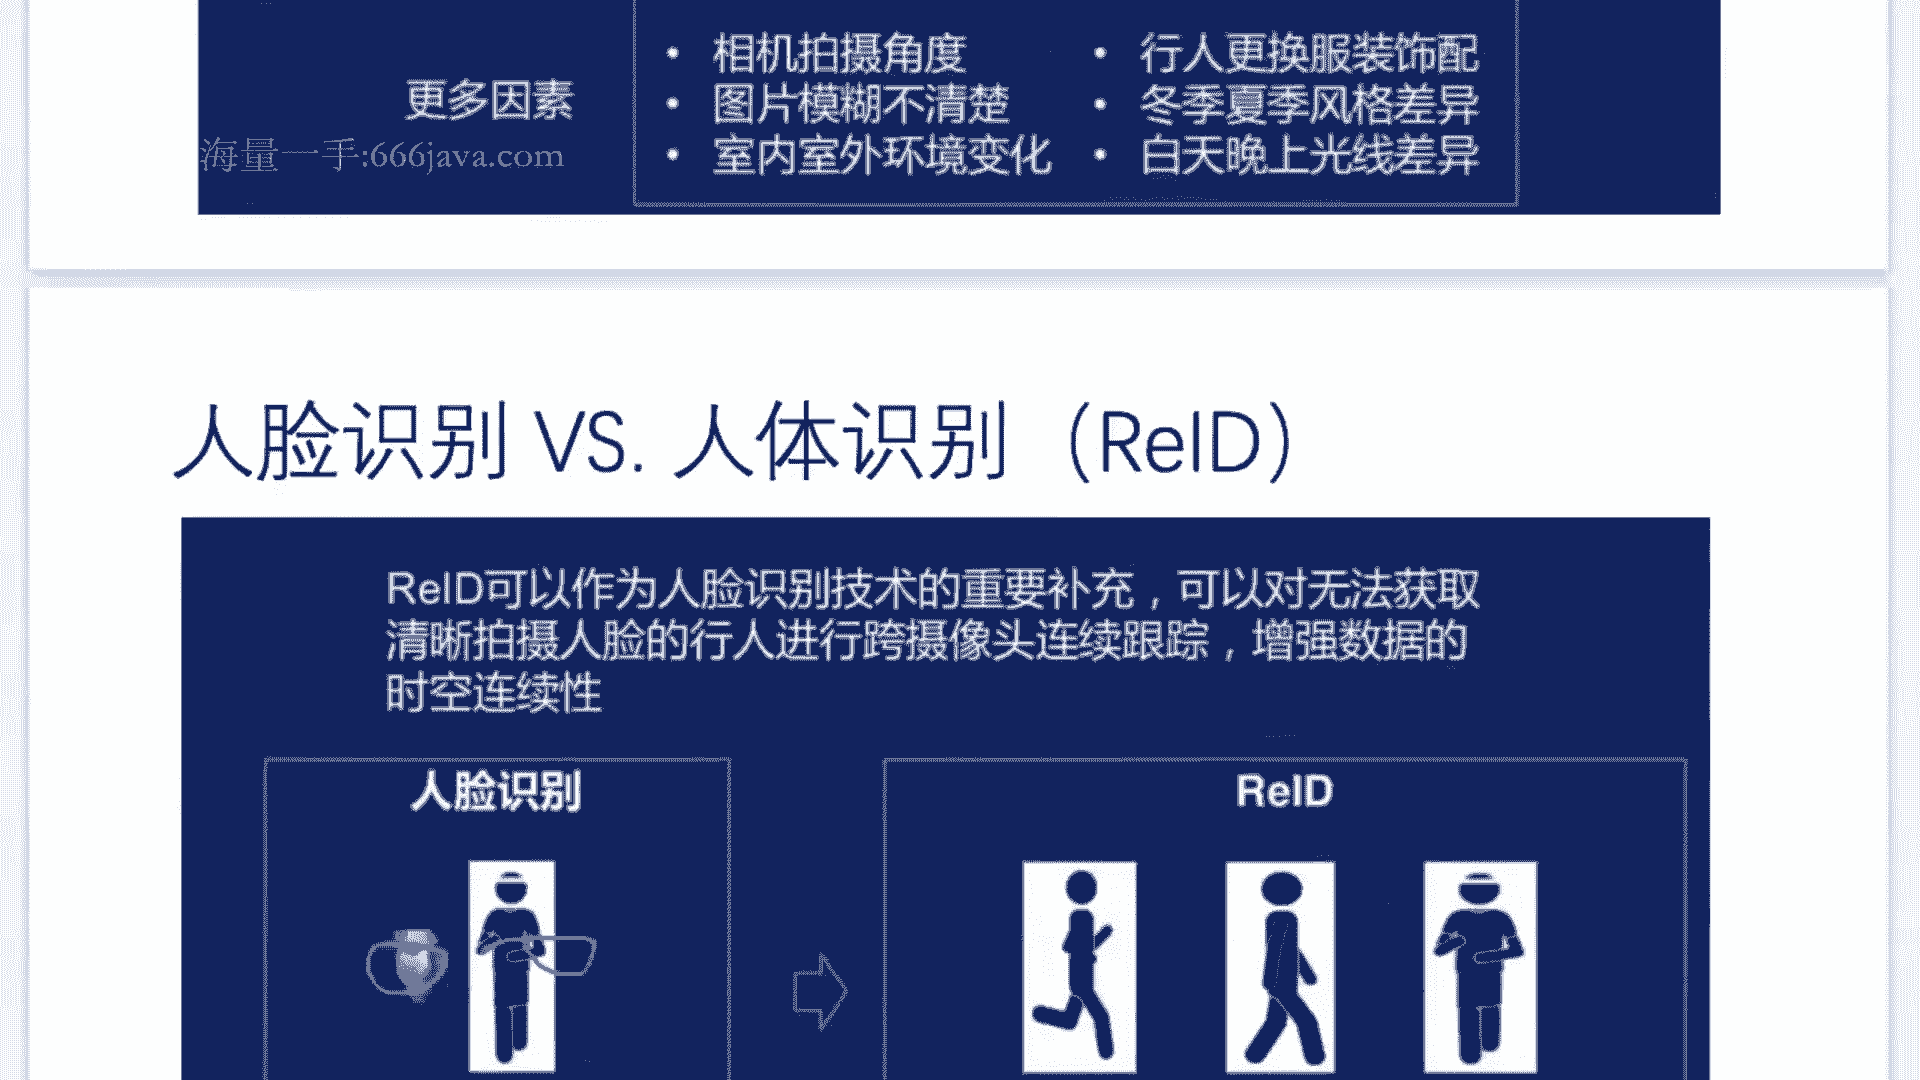 • 相机拍摄角度 • 行人更换服装饰配
更多因素
• 图片模糊不清楚 • 冬季夏季风格差异
海量一手:666java.com
• 室内室外环境变化 • 白天晚上光线差异
人脸识别 VS. 人体识别（ReID）
ReID可以作为人脸识别技术的重要补充，可以对无法获取
清晰拍摄人脸的行人进行跨摄像头连续跟踪，增强数据的
时空连续性
人脸识别
ReID